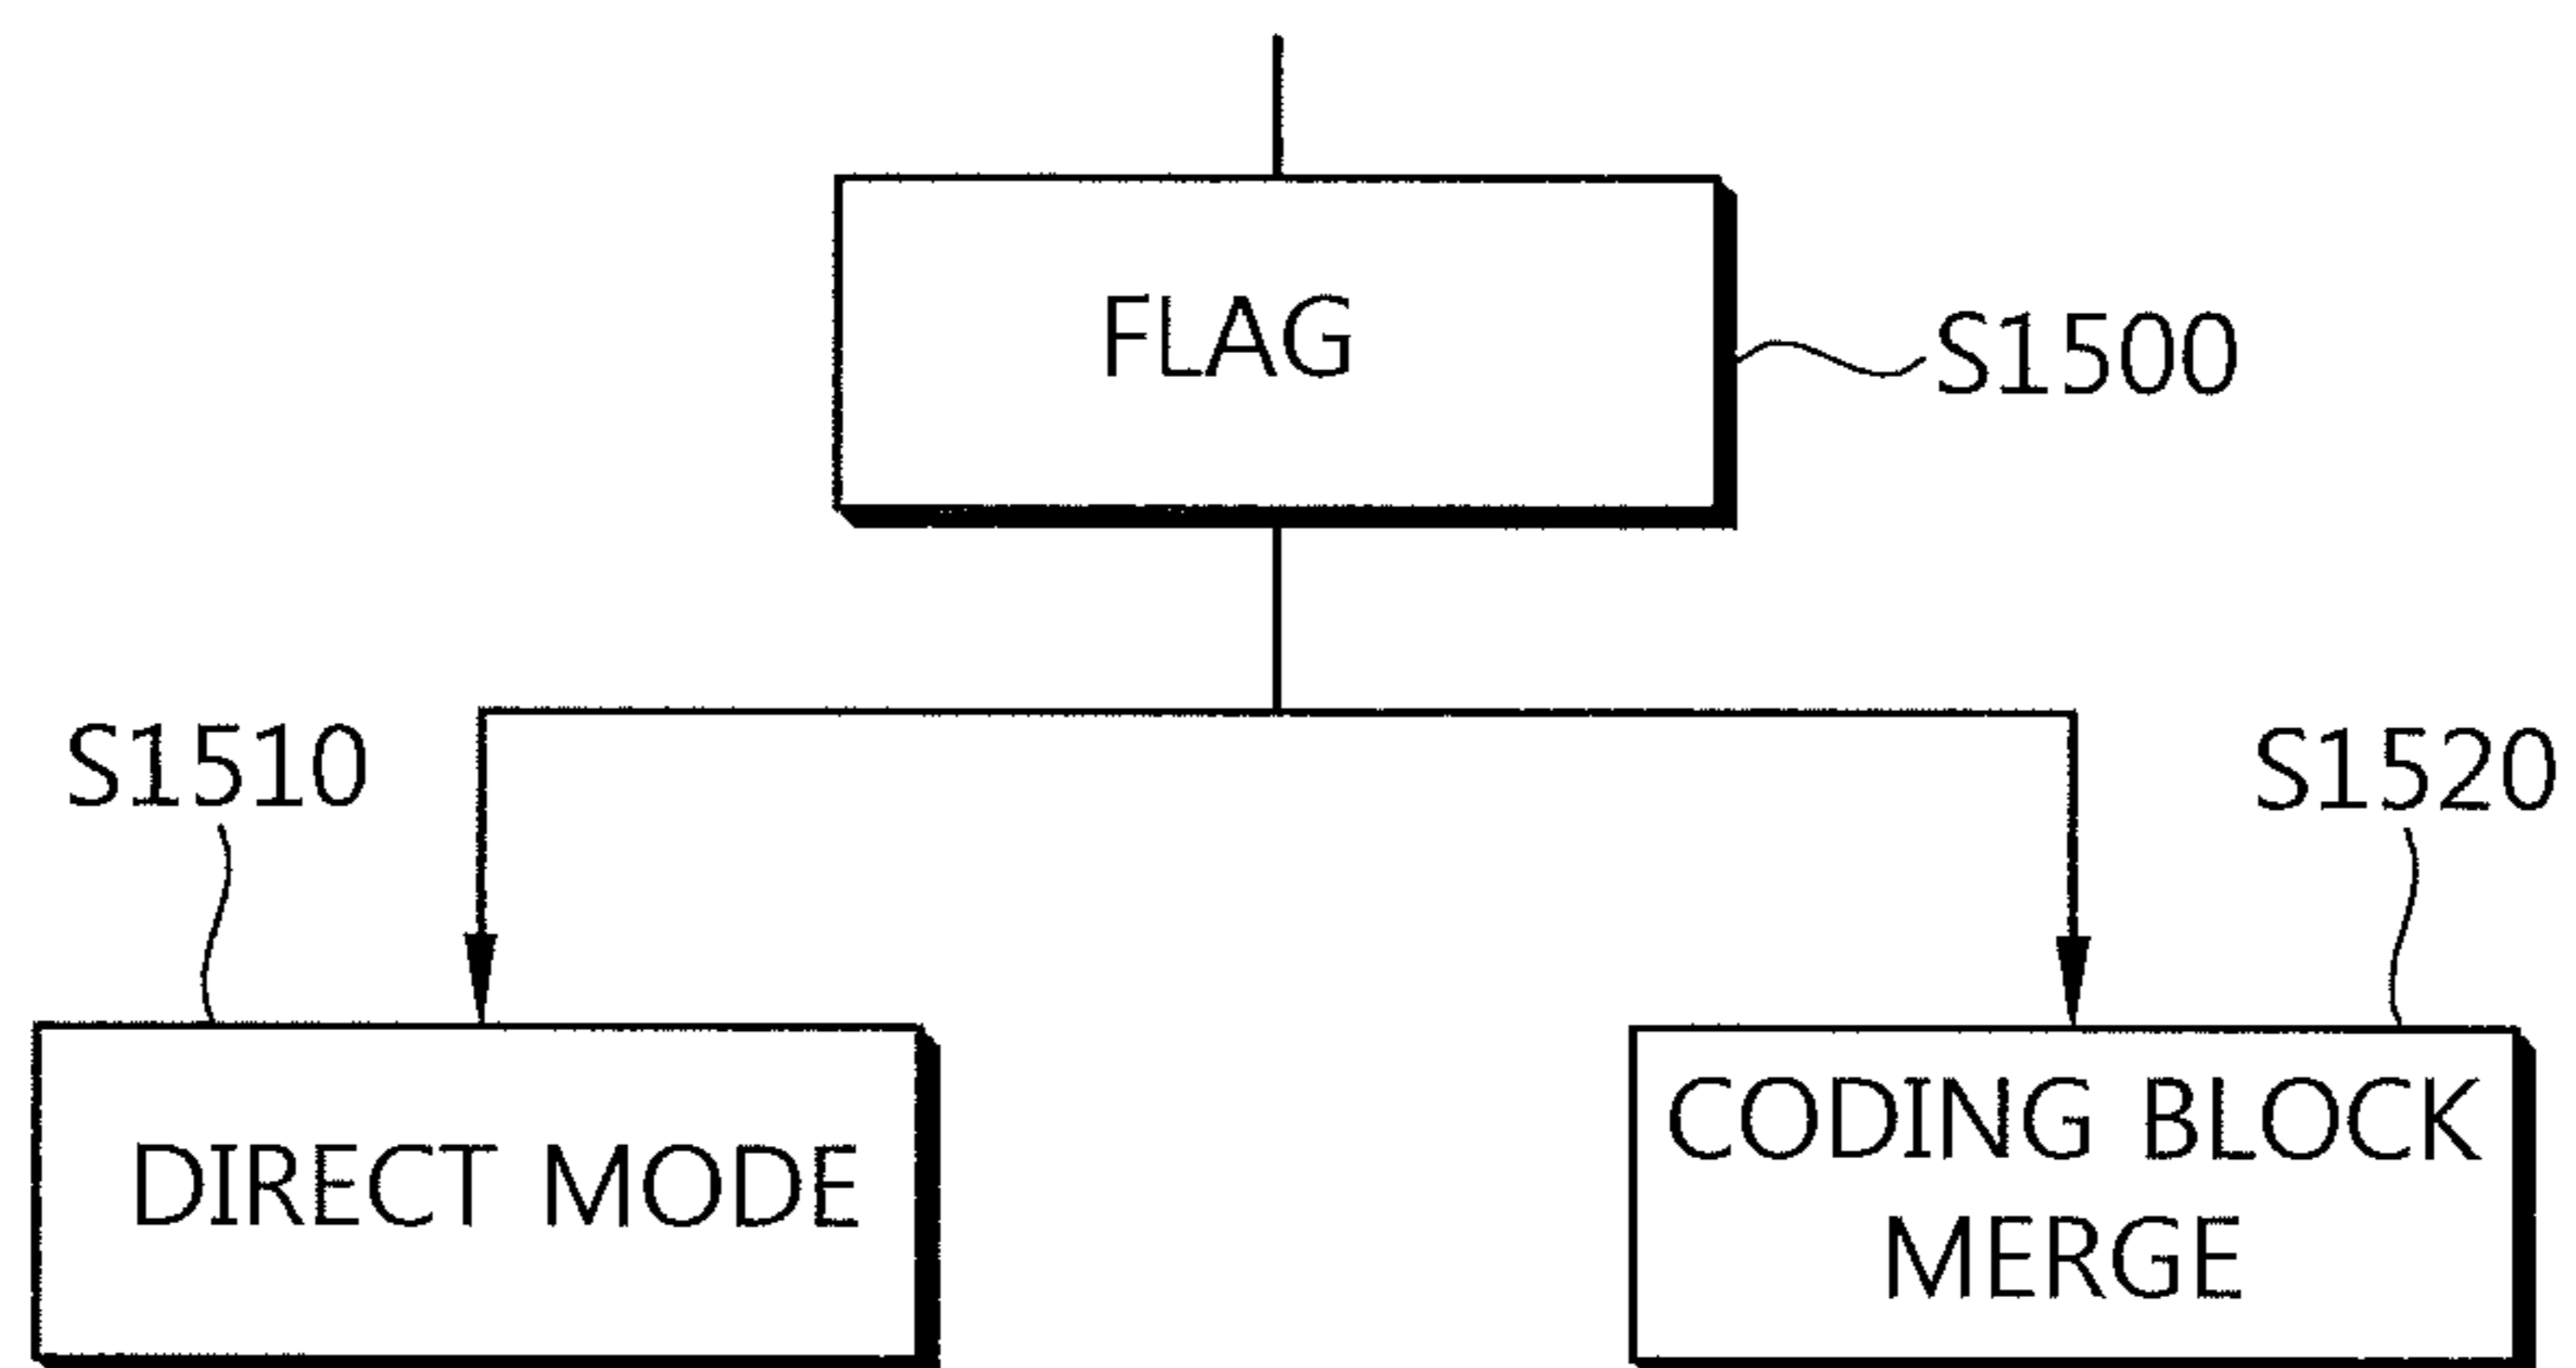 FLAG
S1500
S1510
S1520
DIRECT MODE
CODING BLOCK
MERGE